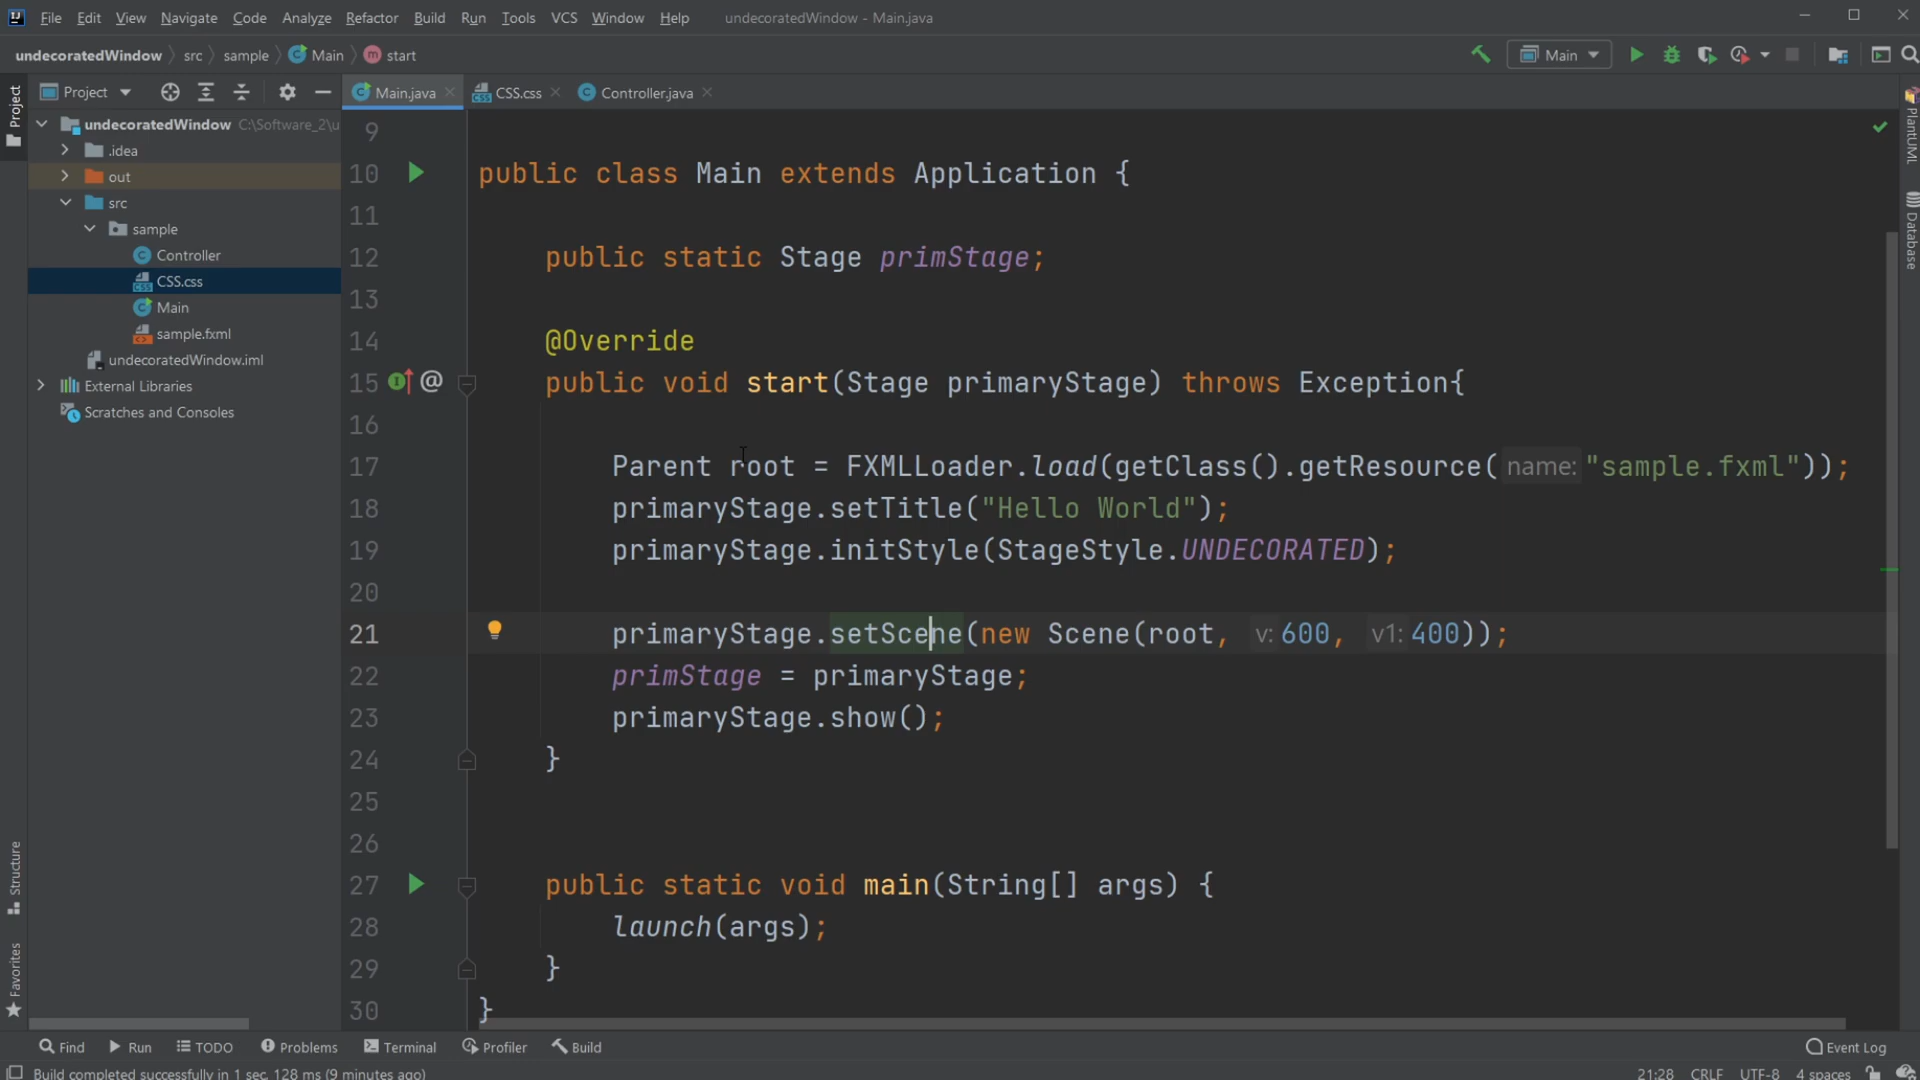 File Edit View Navigate Code Analyze Refactor Build Run Tools VCS Window Help undecoratedWindow - Main.java
undecoratedWindow src sample Main start
Main
Project
Main.java
CSS.css
Controller.java
Project
undecoratedWindow C:\Software_2\u
.idea
out
src
sample
Controller
CSS.css
Main
sample.fxml
undecoratedWindow.iml
External Libraries
Scratches and Consoles
9
10 public class Main extends Application {
11
12 public static Stage primStage;
13
14 @Override
15 @ public void start(Stage primaryStage) throws Exception{
16
17 Parent root = FXMLLoader.load(getClass().getResource( name: "sample.fxml"));
18 primaryStage.setTitle("Hello World");
19 primaryStage.initStyle(StageStyle.UNDECORATED);
20
21 primaryStage.setScene(new Scene(root, v: 600, v1: 400));
22 primStage = primaryStage;
23 primaryStage.show();
24 }
25
26
27 public static void main(String[] args) {
28 launch(args);
29 }
30 }
PlantUML
Database
Structure
Favorites
Find Run TODO Problems Terminal Profiler Build Event Log
Build completed successfully in 1 sec, 128 ms (9 minutes ago) 21:28 CRLF UTF-8 4 spaces